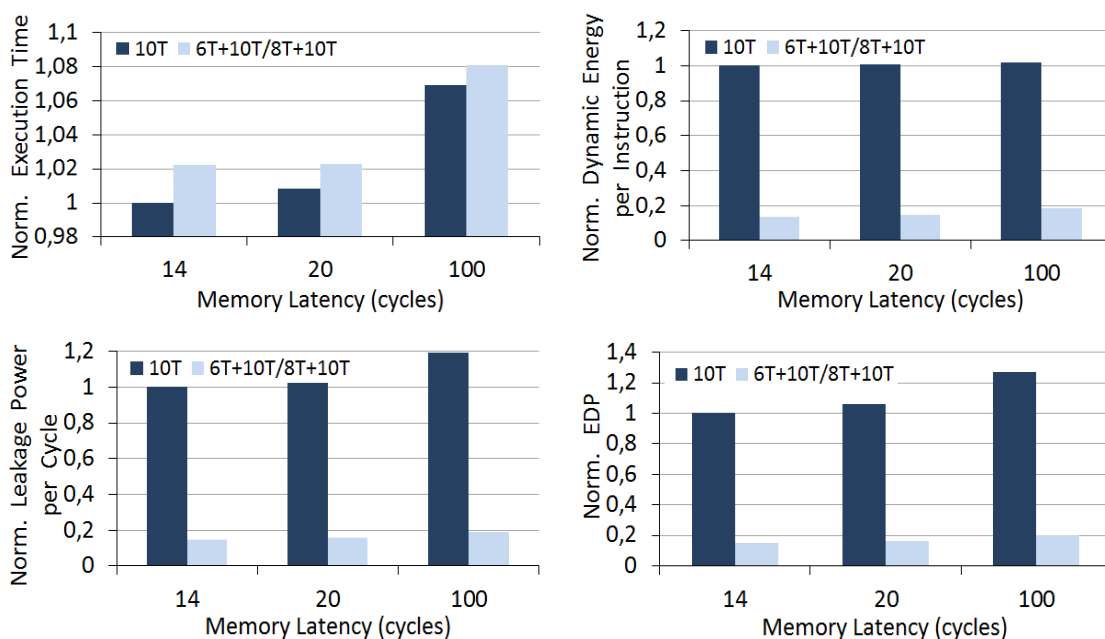 Norm. Execution Time
1,1
1,08
1,06
1,04
1,02
1
0,98
10T 6T+10T/8T+10T
14 20 100
Memory Latency (cycles)
Norm. Dynamic Energy
per Instruction
1,2
1
0,8
0,6
0,4
0,2
0
10T 6T+10T/8T+10T
14 20 100
Memory Latency (cycles)
Norm. Leakage Power
per Cycle
1,2
1
0,8
0,6
0,4
0,2
0
10T 6T+10T/8T+10T
14 20 100
Memory Latency (cycles)
Norm. EDP
1,4
1,2
1
0,8
0,6
0,4
0,2
0
10T 6T+10T/8T+10T
14 20 100
Memory Latency (cycles)